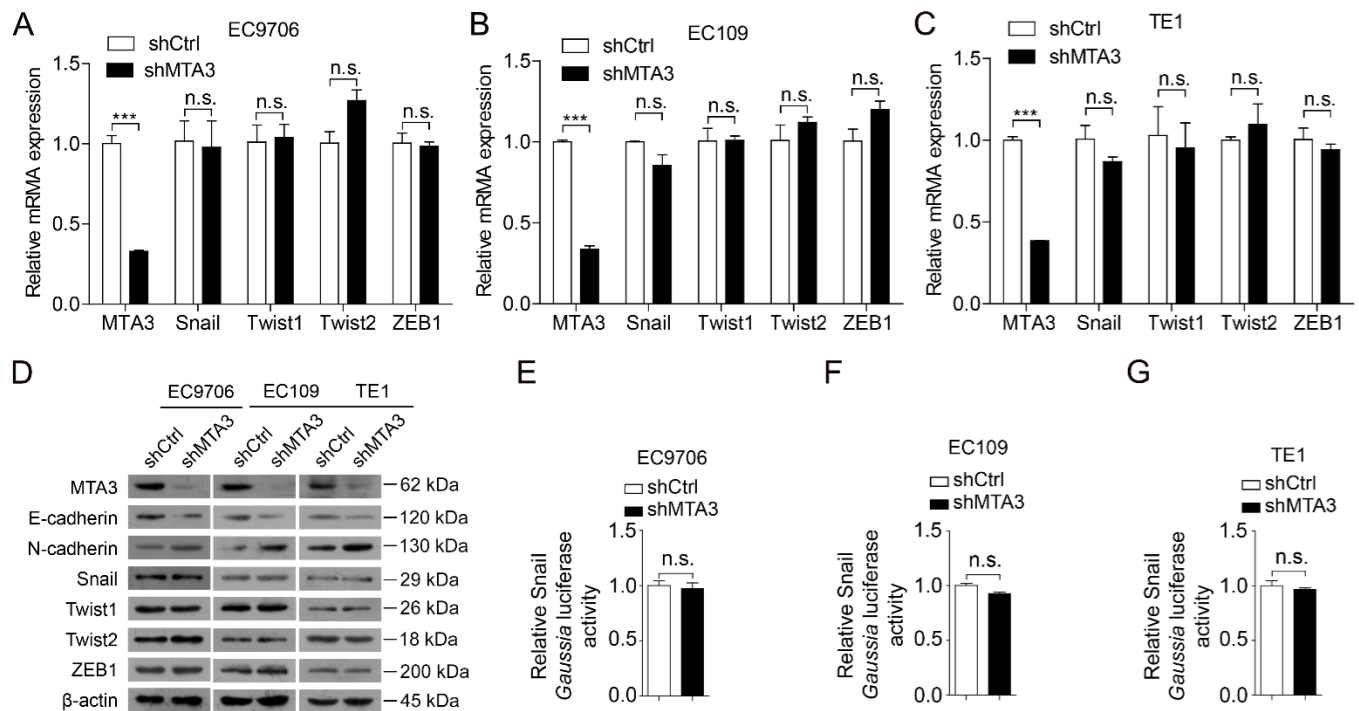 A
EC9706
shCtrl
shMTA3
Relative mRMA expression
1.5
1.0
0.5
0.0
***
n.s.
n.s.
n.s.
n.s.
MTA3 Snail Twist1 Twist2 ZEB1
B
EC109
shCtrl
shMTA3
Relative mRMA expression
1.5
1.0
0.5
0.0
***
n.s.
n.s.
n.s.
n.s.
MTA3 Snail Twist1 Twist2 ZEB1
C
TE1
shCtrl
shMTA3
Relative mRMA expression
1.5
1.0
0.5
0.0
***
n.s.
n.s.
n.s.
n.s.
MTA3 Snail Twist1 Twist2 ZEB1
D
EC9706 EC109 TE1
shCtrl shMTA3 shCtrl shMTA3 shCtrl shMTA3
MTA3 62 kDa
E-cadherin 120 kDa
N-cadherin 130 kDa
Snail 29 kDa
Twist1 26 kDa
Twist2 18 kDa
ZEB1 200 kDa
β-actin 45 kDa
E
EC9706
shCtrl
shMTA3
Relative Snail
Gaussia luciferase
activity
1.5
1.0
0.5
0.0
n.s.
F
EC109
shCtrl
shMTA3
Relative Snail
Gaussia luciferase
activity
1.5
1.0
0.5
0.0
n.s.
G
TE1
shCtrl
shMTA3
Relative Snail
Gaussia luciferase
activity
1.5
1.0
0.5
0.0
n.s.